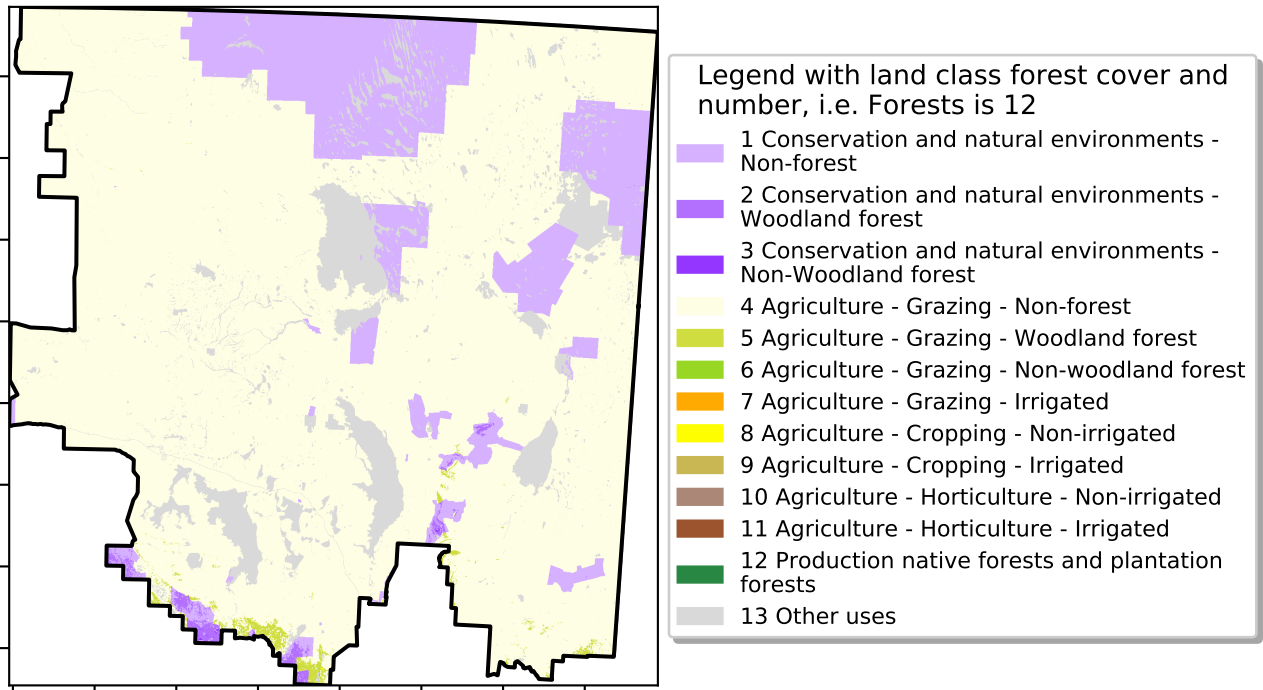 Legend with land class forest cover and
number, i.e. Forests is 12
1 Conservation and natural environments -
Non-forest
2 Conservation and natural environments -
Woodland forest
3 Conservation and natural environments -
Non-Woodland forest
4 Agriculture - Grazing - Non-forest
5 Agriculture - Grazing - Woodland forest
6 Agriculture - Grazing - Non-woodland forest
7 Agriculture - Grazing - Irrigated
8 Agriculture - Cropping - Non-irrigated
9 Agriculture - Cropping - Irrigated
10 Agriculture - Horticulture - Non-irrigated
11 Agriculture - Horticulture - Irrigated
12 Production native forests and plantation
forests
13 Other uses